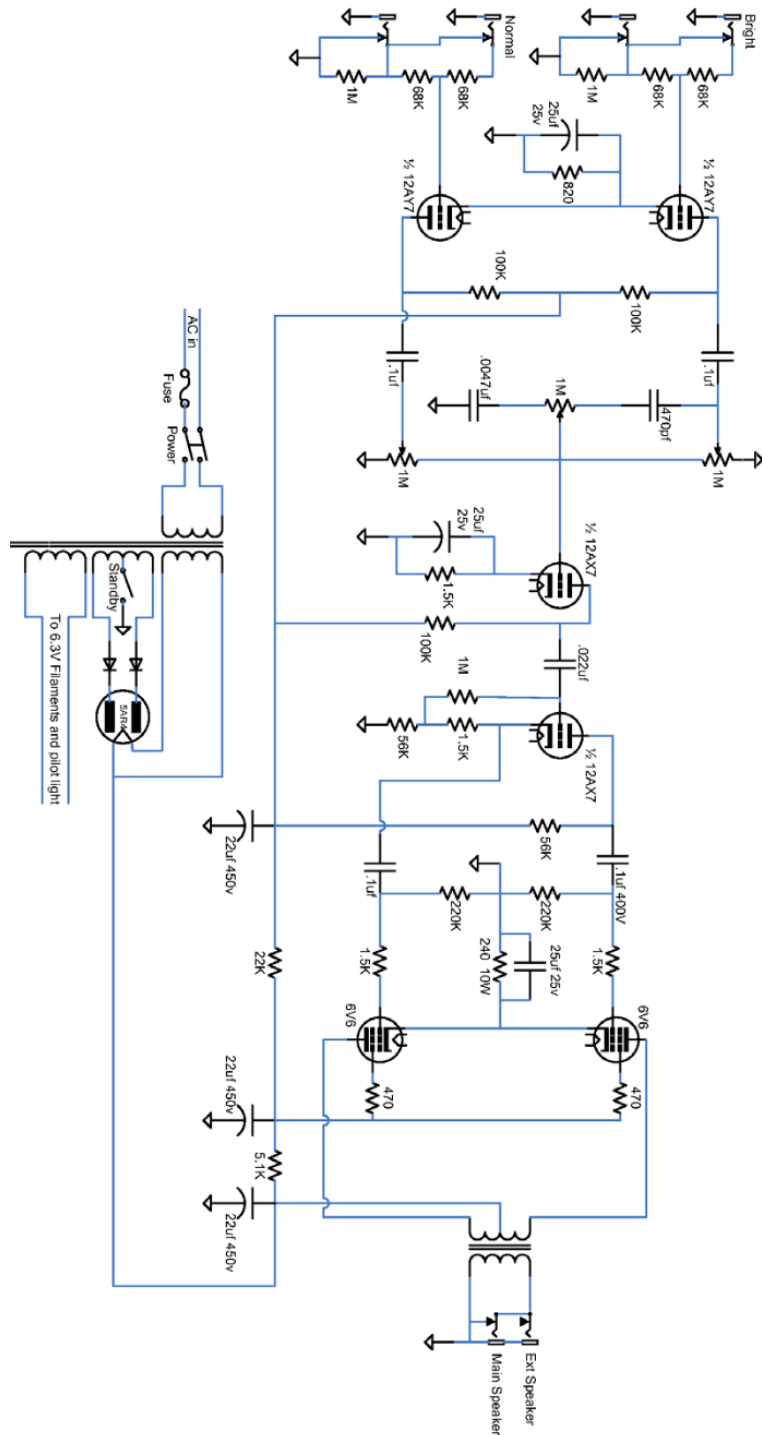 Bright
Normal
68K
68K
1M
68K
68K
1M
25uf
25v
820
½ 12AY7
½ 12AY7
100K
100K
.1uf
.1uf
470pf
1M
.0047uf
1M
1M
½ 12AX7
25uf
25v
1.5K
100K
.022uf
½ 12AX7
1M
1.5K
56K
56K
.1uf 400V
.1uf
220K
220K
25uf 25v
240
10W
1.5K
1.5K
6V6
6V6
470
470
22K
5.1K
22uf 450v
22uf 450v
22uf 450v
Ext Speaker
Main Speaker
AC in
Fuse
Power
Standby
5AR4
To 6.3V Filaments and pilot light